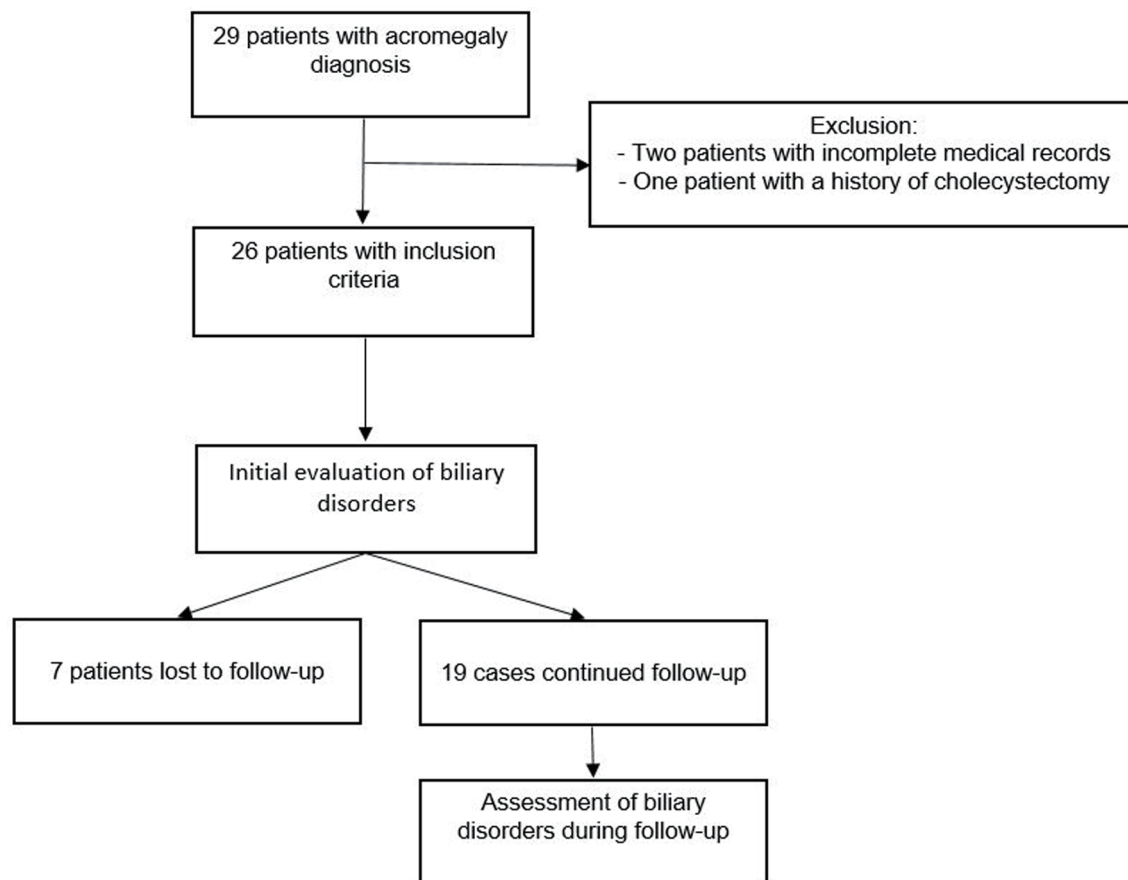 29 patients with acromegaly
diagnosis
Exclusion:
- Two patients with incomplete medical records
- One patient with a history of cholecystectomy
26 patients with inclusion
criteria
Initial evaluation of biliary
disorders
7 patients lost to follow-up
19 cases continued follow-up
Assessment of biliary
disorders during follow-up